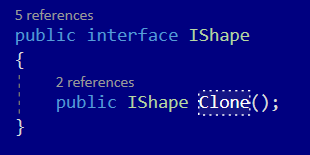 5 references
public interface IShape
{
2 references
public IShape Clone();
}